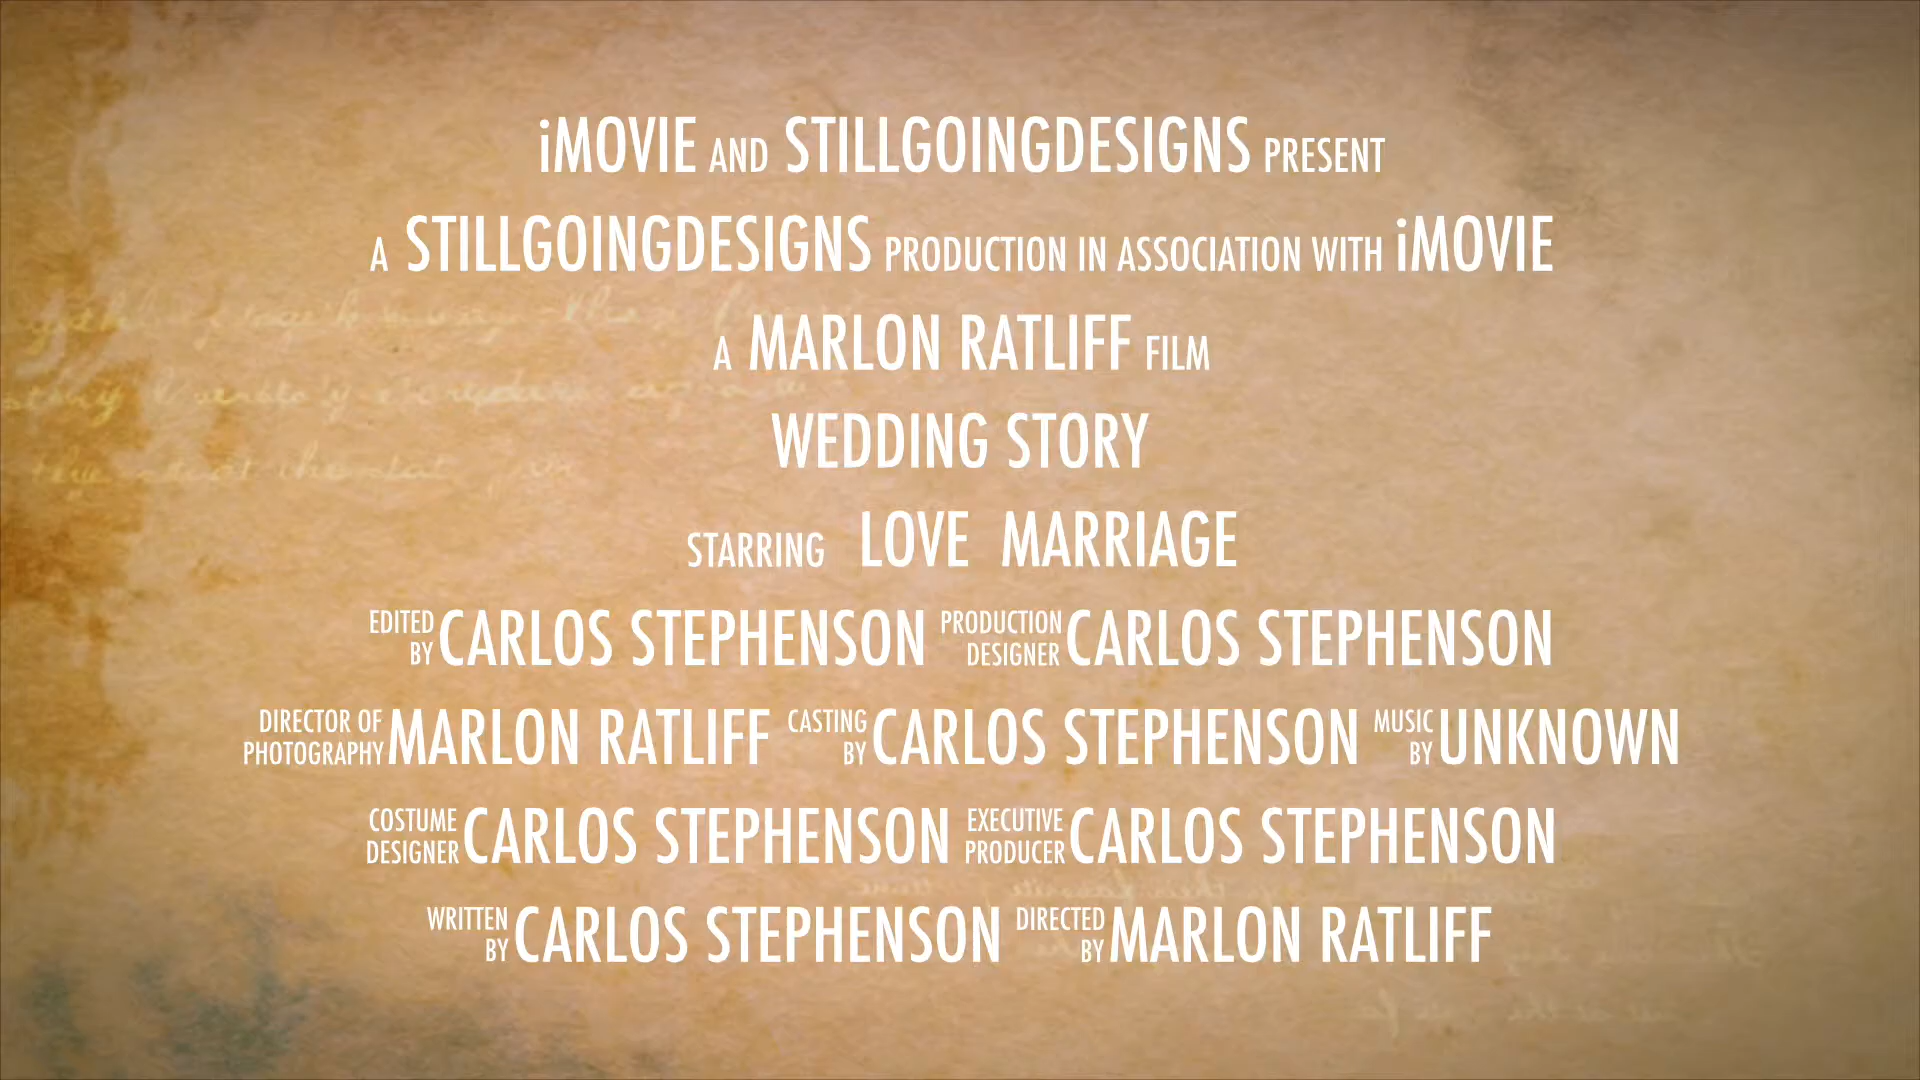 iMOVIE AND STILLGOINGDESIGNS PRESENT
A STILLGOINGDESIGNS PRODUCTION IN ASSOCIATION WITH iMOVIE
A MARLON RATLIFF FILM
WEDDING STORY
STARRING LOVE MARRIAGE
EDITED BY CARLOS STEPHENSON PRODUCTION DESIGNER CARLOS STEPHENSON
DIRECTOR OF PHOTOGRAPHY MARLON RATLIFF CASTING BY CARLOS STEPHENSON MUSIC BY UNKNOWN
COSTUME DESIGNER CARLOS STEPHENSON EXECUTIVE PRODUCER CARLOS STEPHENSON
WRITTEN BY CARLOS STEPHENSON DIRECTED BY MARLON RATLIFF